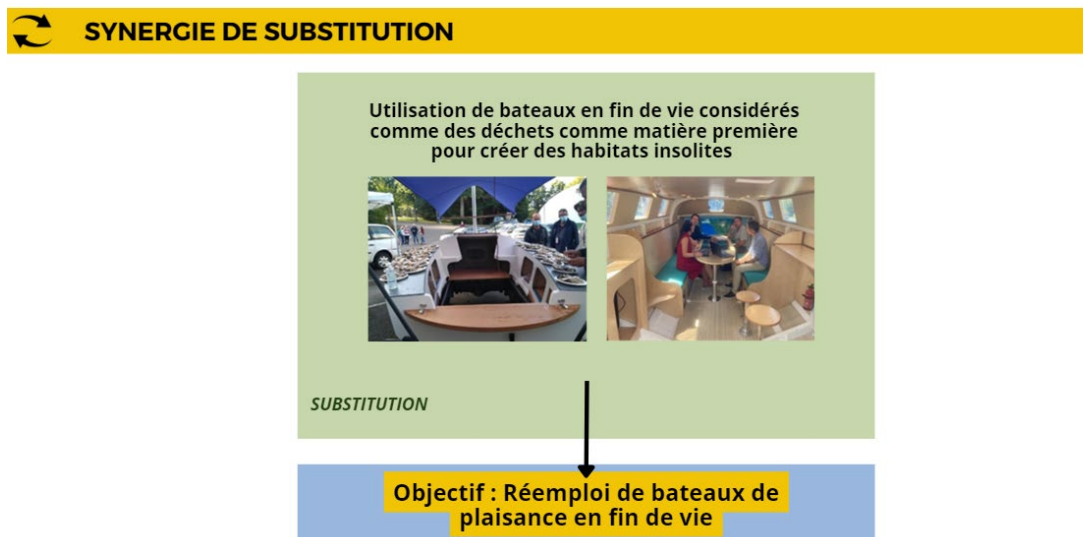 SYNERGIE DE SUBSTITUTION
Utilisation de bateaux en fin de vie considérés
comme des déchets comme matière première
pour créer des habitats insolites
SUBSTITUTION
Objectif : Réemploi de bateaux de
plaisance en fin de vie